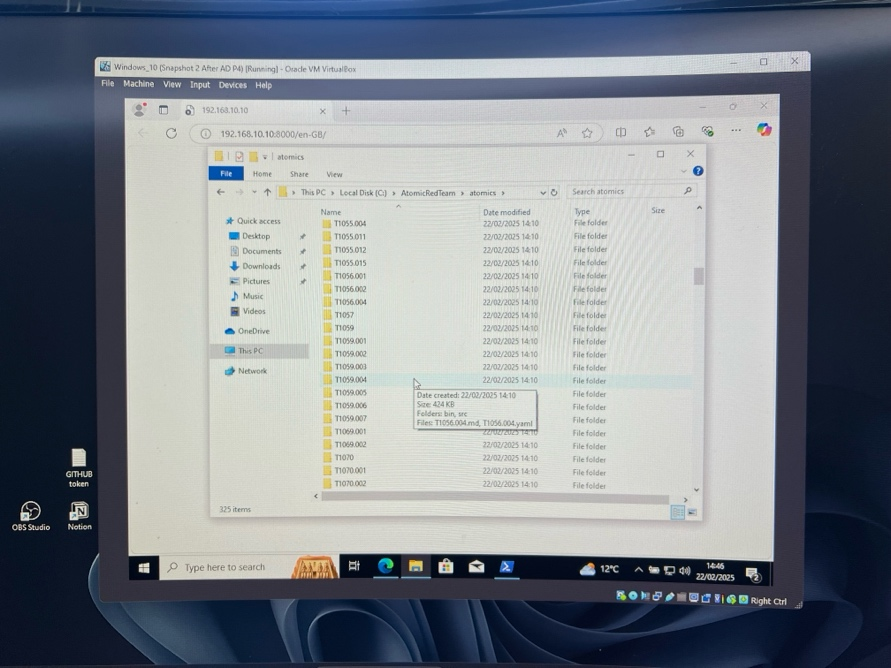 Windows_10 (Snapshot 2 After AD P4) [Running] - Oracle VM VirtualBox
File Machine View Input Devices Help
192.168.10.10
192.168.10.10:8000/en-GB/
atomics
File Home Share View
This PC > Local Disk (C:) > AtomicRedTeam > atomics >
Search atomics
Name Date modified Type Size
Quick access
Desktop
Documents
Downloads
Pictures
Music
Videos
OneDrive
This PC
Network
T1055.004 22/02/2025 14:10 File folder
T1055.011 22/02/2025 14:10 File folder
T1055.012 22/02/2025 14:10 File folder
T1055.015 22/02/2025 14:10 File folder
T1056.001 22/02/2025 14:10 File folder
T1056.002 22/02/2025 14:10 File folder
T1056.004 22/02/2025 14:10 File folder
T1057 22/02/2025 14:10 File folder
T1059 22/02/2025 14:10 File folder
T1059.001 22/02/2025 14:10 File folder
T1059.002 22/02/2025 14:10 File folder
T1059.003 22/02/2025 14:10 File folder
T1059.004 22/02/2025 14:10 File folder
T1059.005 File folder
T1059.006 File folder
T1059.007 File folder
T1069.001 22/02/2025 14:10 File folder
T1069.002 22/02/2025 14:10 File folder
T1070 22/02/2025 14:10 File folder
T1070.001 22/02/2025 14:10 File folder
T1070.002 22/02/2025 14:10 File folder
Date created: 22/02/2025 14:10
Size: 424 KB
Folders: bin, src
Files: T1056.004.md, T1056.004.yaml
325 items
GITHUB
token
OBS Studio
Notion
Type here to search
12°C
14:46
22/02/2025
2
Right Ctrl